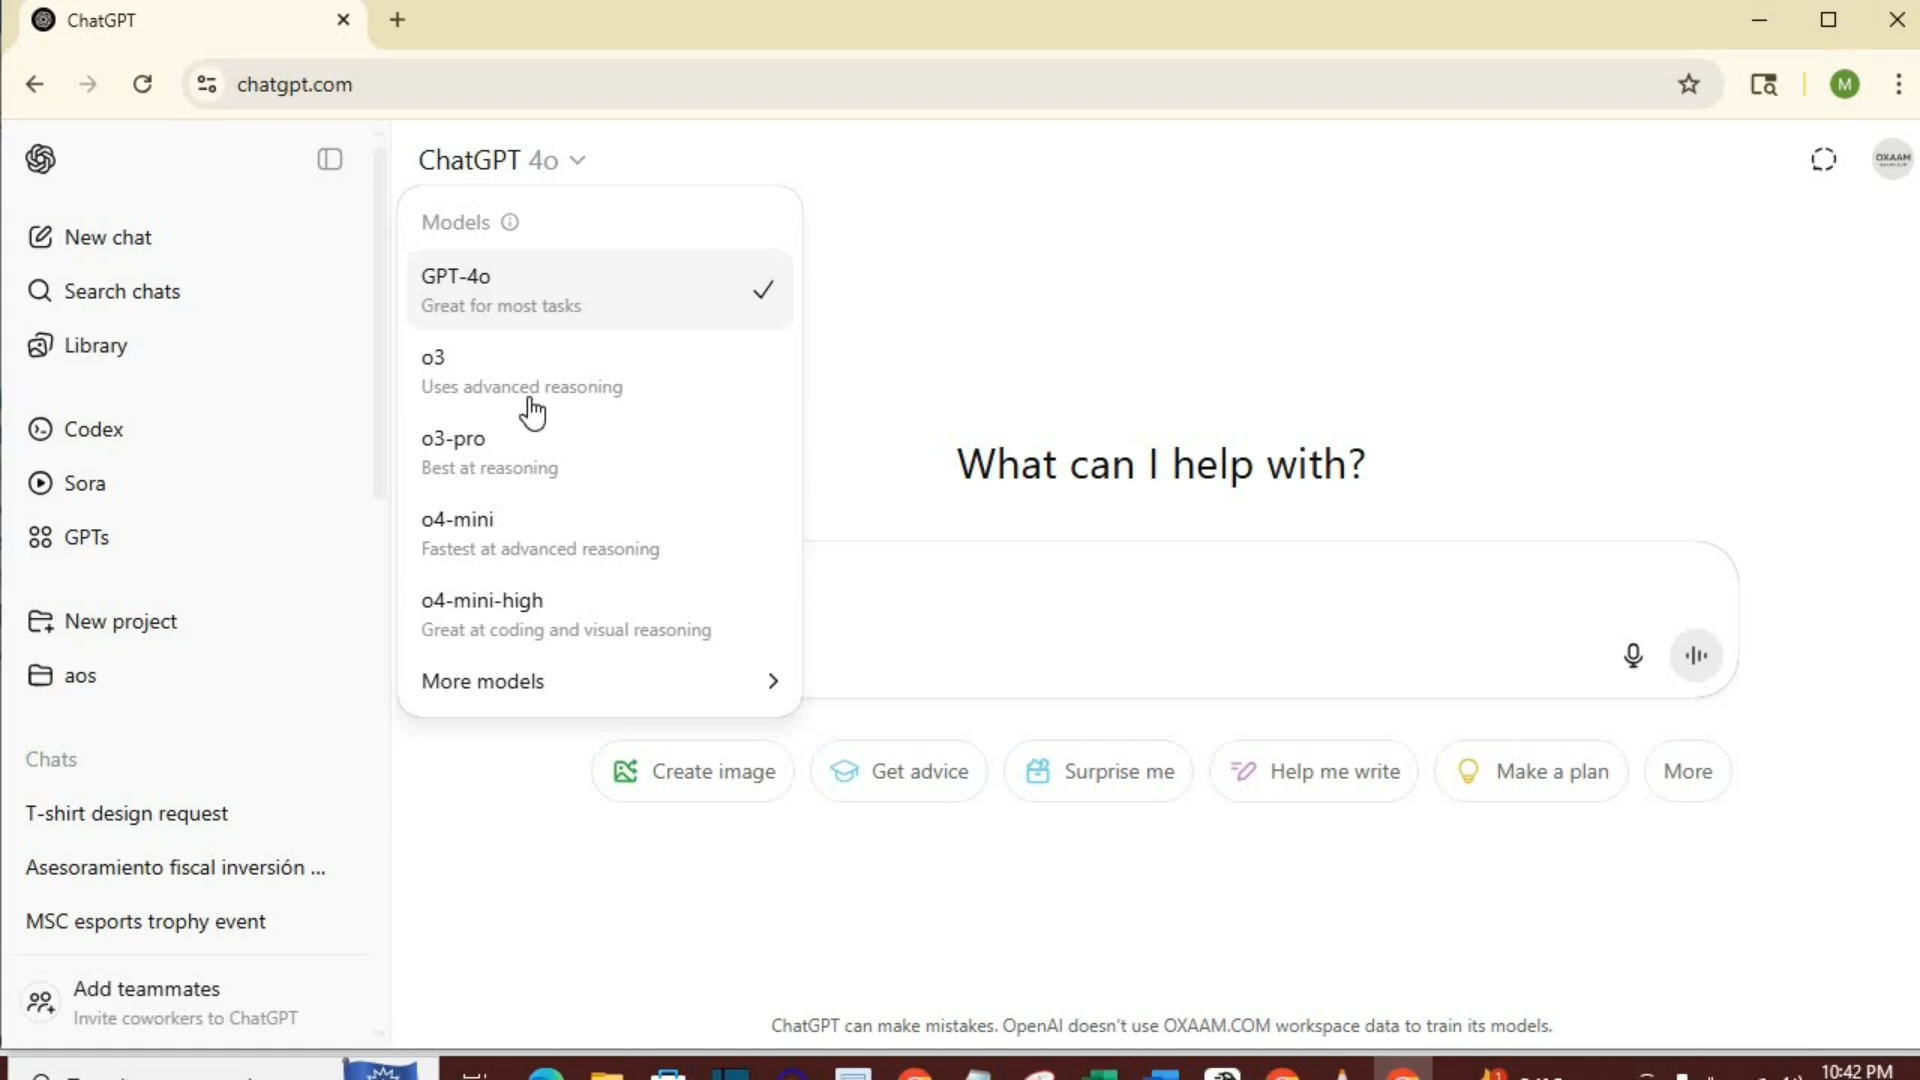 ChatGPT
chatgpt.com
M
ChatGPT 4o
OXAAM
New chat
Search chats
Library
Codex
Sora
GPTs
New project
aos
Chats
T-shirt design request
Asesoramiento fiscal inversión ...
MSC esports trophy event
Add teammates
Invite coworkers to ChatGPT
Models
GPT-4o
Great for most tasks
o3
Uses advanced reasoning
o3-pro
Best at reasoning
o4-mini
Fastest at advanced reasoning
o4-mini-high
Great at coding and visual reasoning
More models
What can I help with?
Create image
Get advice
Surprise me
Help me write
Make a plan
More
ChatGPT can make mistakes. OpenAI doesn't use OXAAM.COM workspace data to train its models.
10:42 PM